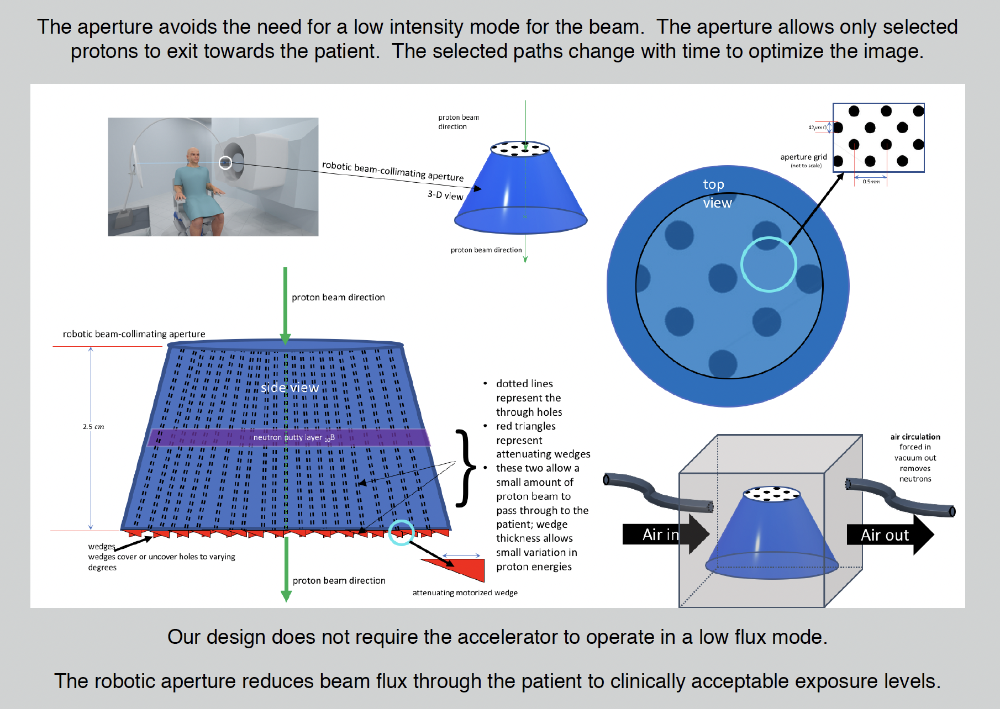 The aperture avoids the need for a low intensity mode for the beam.  The aperture allows only selected
protons to exit towards the patient.  The selected paths change with time to optimize the image.
proton beam
direction
robotic beam-collimating aperture
3-D view
proton beam direction
top
view
42μm Φ
aperture grid
(not to scale)
0.5mm
proton beam direction
robotic beam-collimating aperture
side view
2.5 cm
neutron putty layer ₁₀B
wedges
wedges cover or uncover holes to varying
degrees
proton beam direction
attenuating motorized wedge
• dotted lines
represent the
through holes
• red triangles
represent
attenuating wedges
• these two allow a
small amount of
proton beam to
pass through to the
patient; wedge
thickness allows
small variation in
proton energies
air circulation
forced in
vacuum out
removes
neutrons
Air in
Air out
Our design does not require the accelerator to operate in a low flux mode.
The robotic aperture reduces beam flux through the patient to clinically acceptable exposure levels.